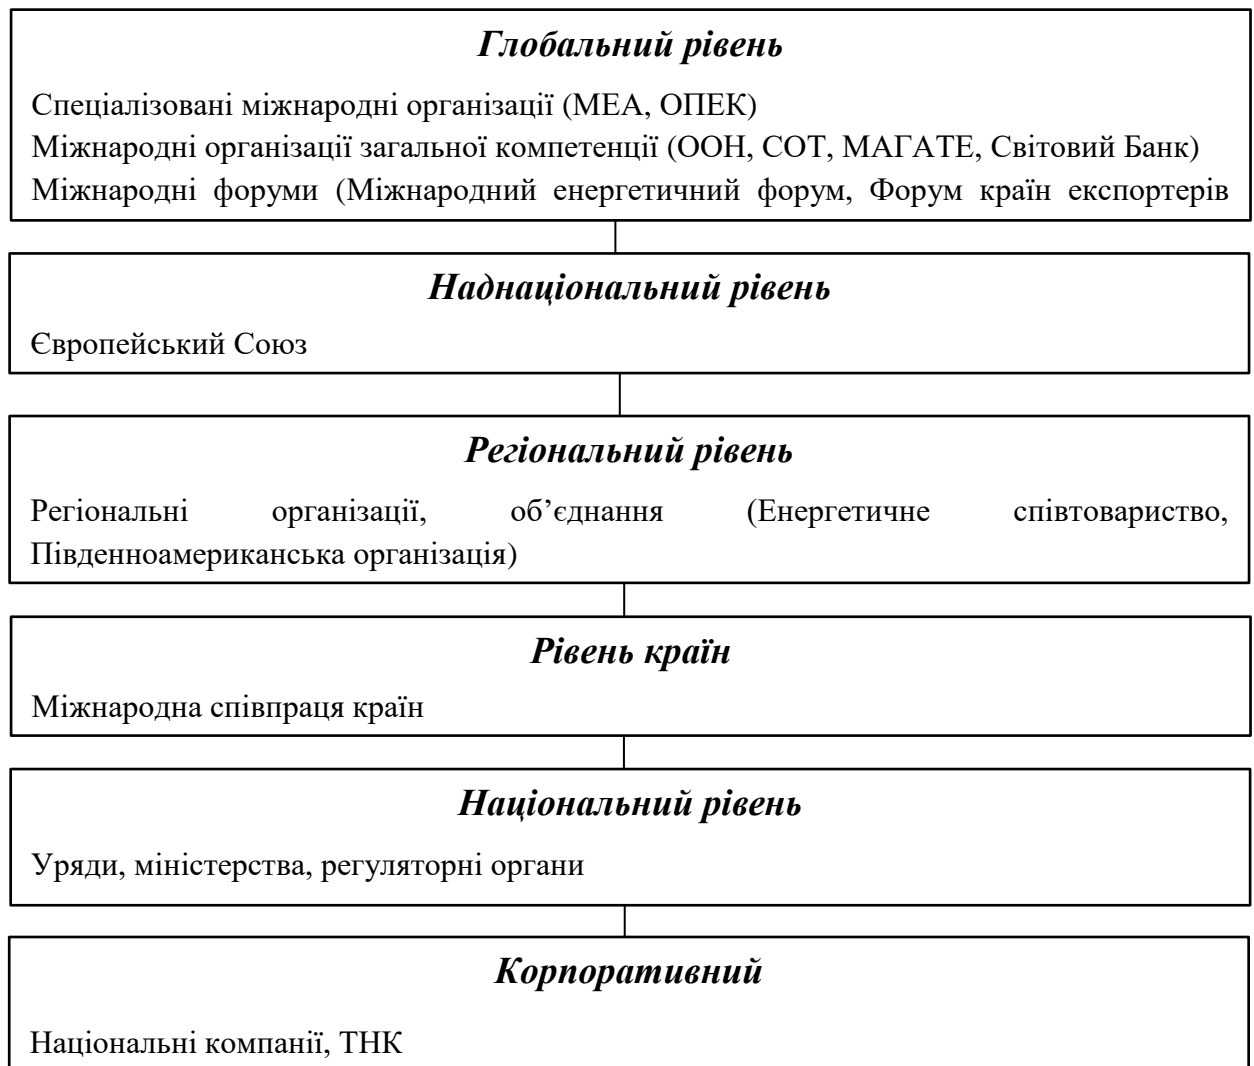 Глобальний рівень
Спеціалізовані міжнародні організації (МЕА, ОПЕК)
Міжнародні організації загальної компетенції (ООН, СОТ, МАГАТЕ, Світовий Банк)
Міжнародні форуми (Міжнародний енергетичний форум, Форум країн експортерів
Наднаціональний рівень
Європейський Союз
Регіональний рівень
Регіональні організації, об’єднання (Енергетичне співтовариство,
Південноамериканська організація)
Рівень країн
Міжнародна співпраця країн
Національний рівень
Уряди, міністерства, регуляторні органи
Корпоративний
Національні компанії, ТНК